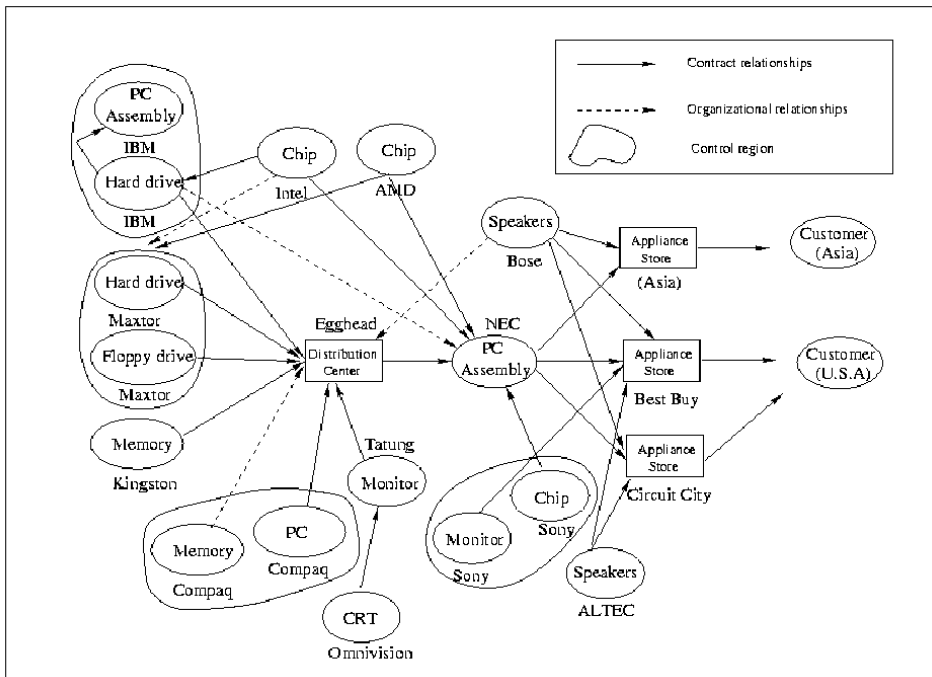 Contract relationships
Organizational relationships
Control region
PC
Assembly
IBM
Hard drive
IBM
Chip
Intel
Chip
AMD
Speakers
Bose
Appliance
Store
(Asia)
Customer
(Asia)
Hard drive
Maxtor
Floppy drive
Maxtor
Egghead
Distribution
Center
NEC
PC
Assembly
Appliance
Store
Best Buy
Customer
(U.S.A)
Memory
Kingston
Tatung
Monitor
Appliance
Store
Circuit City
Memory
Compaq
PC
Compaq
Chip
Sony
Monitor
Sony
Speakers
ALTEC
CRT
Omnivision